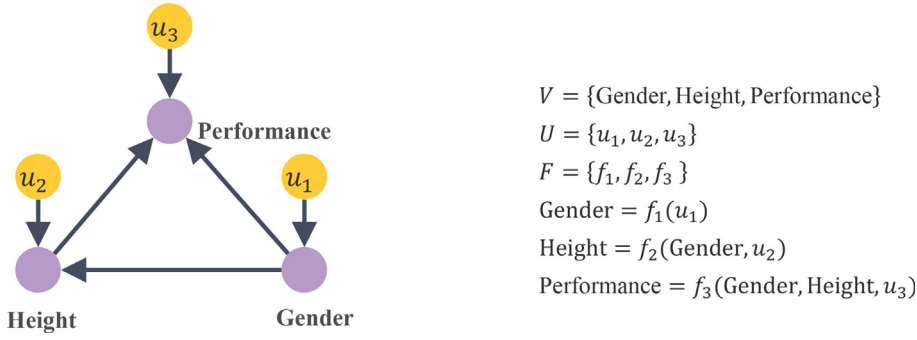 u₃
Performance
u₂
u₁
Height
Gender
V = {Gender, Height, Performance}
U = {u₁, u₂, u₃}
F = {f₁, f₂, f₃ }
Gender = f₁(u₁)
Height = f₂(Gender, u₂)
Performance = f₃(Gender, Height, u₃)